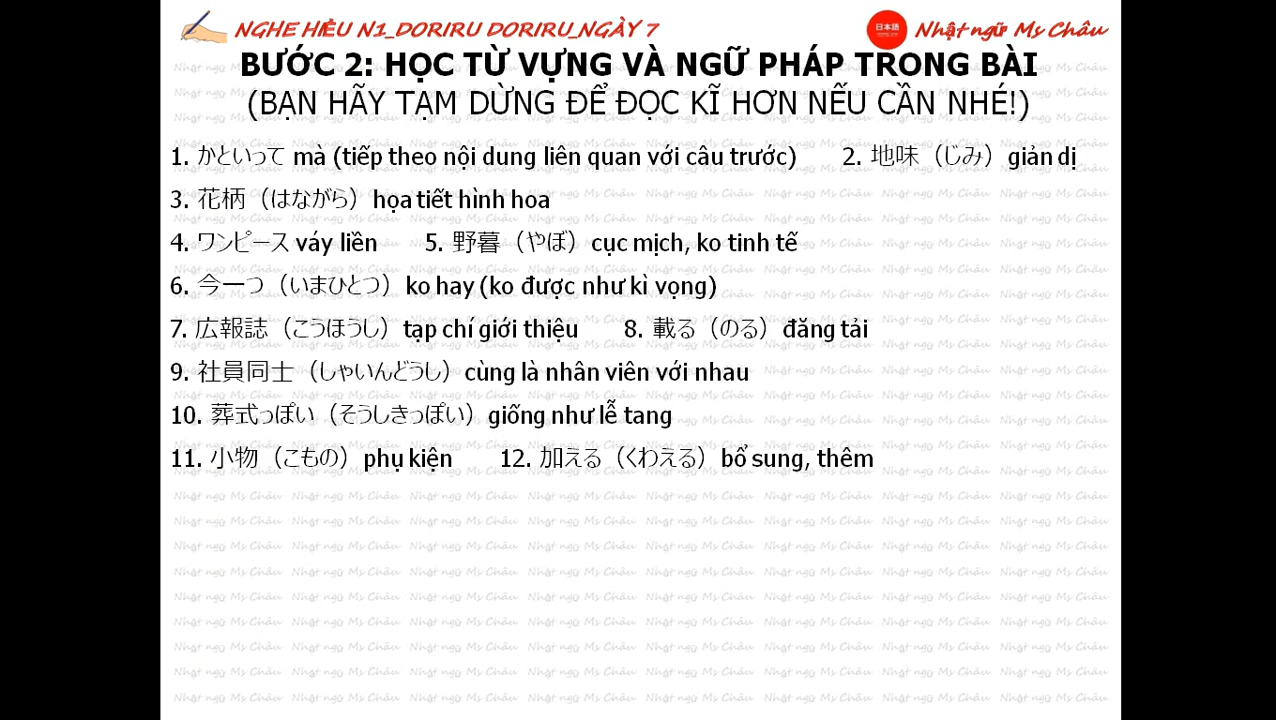 NGHE HIỂU N1_DORIRU DORIRU_NGÀY 7
日本語
Nhật ngữ Ms Châu
BƯỚC 2: HỌC TỪ VỰNG VÀ NGỮ PHÁP TRONG BÀI
(BẠN HÃY TẠM DỪNG ĐỂ ĐỌC KĨ HƠN NẾU CẦN NHÉ!)
1. かといって mà (tiếp theo nội dung liên quan với câu trước) 2. 地味（じみ）giản dị
3. 花柄（はながら）họa tiết hình hoa
4. ワンピース váy liền 5. 野暮（やぼ）cục mịch, ko tinh tế
6. 今一つ（いまひとつ）ko hay (ko được như kì vọng)
7. 広報誌（こうほうし）tạp chí giới thiệu 8. 載る（のる）đăng tải
9. 社員同士（しゃいんどうし）cùng là nhân viên với nhau
10. 葬式っぽい（そうしきっぽい）giống như lễ tang
11. 小物（こもの）phụ kiện 12. 加える（くわえる）bổ sung, thêm